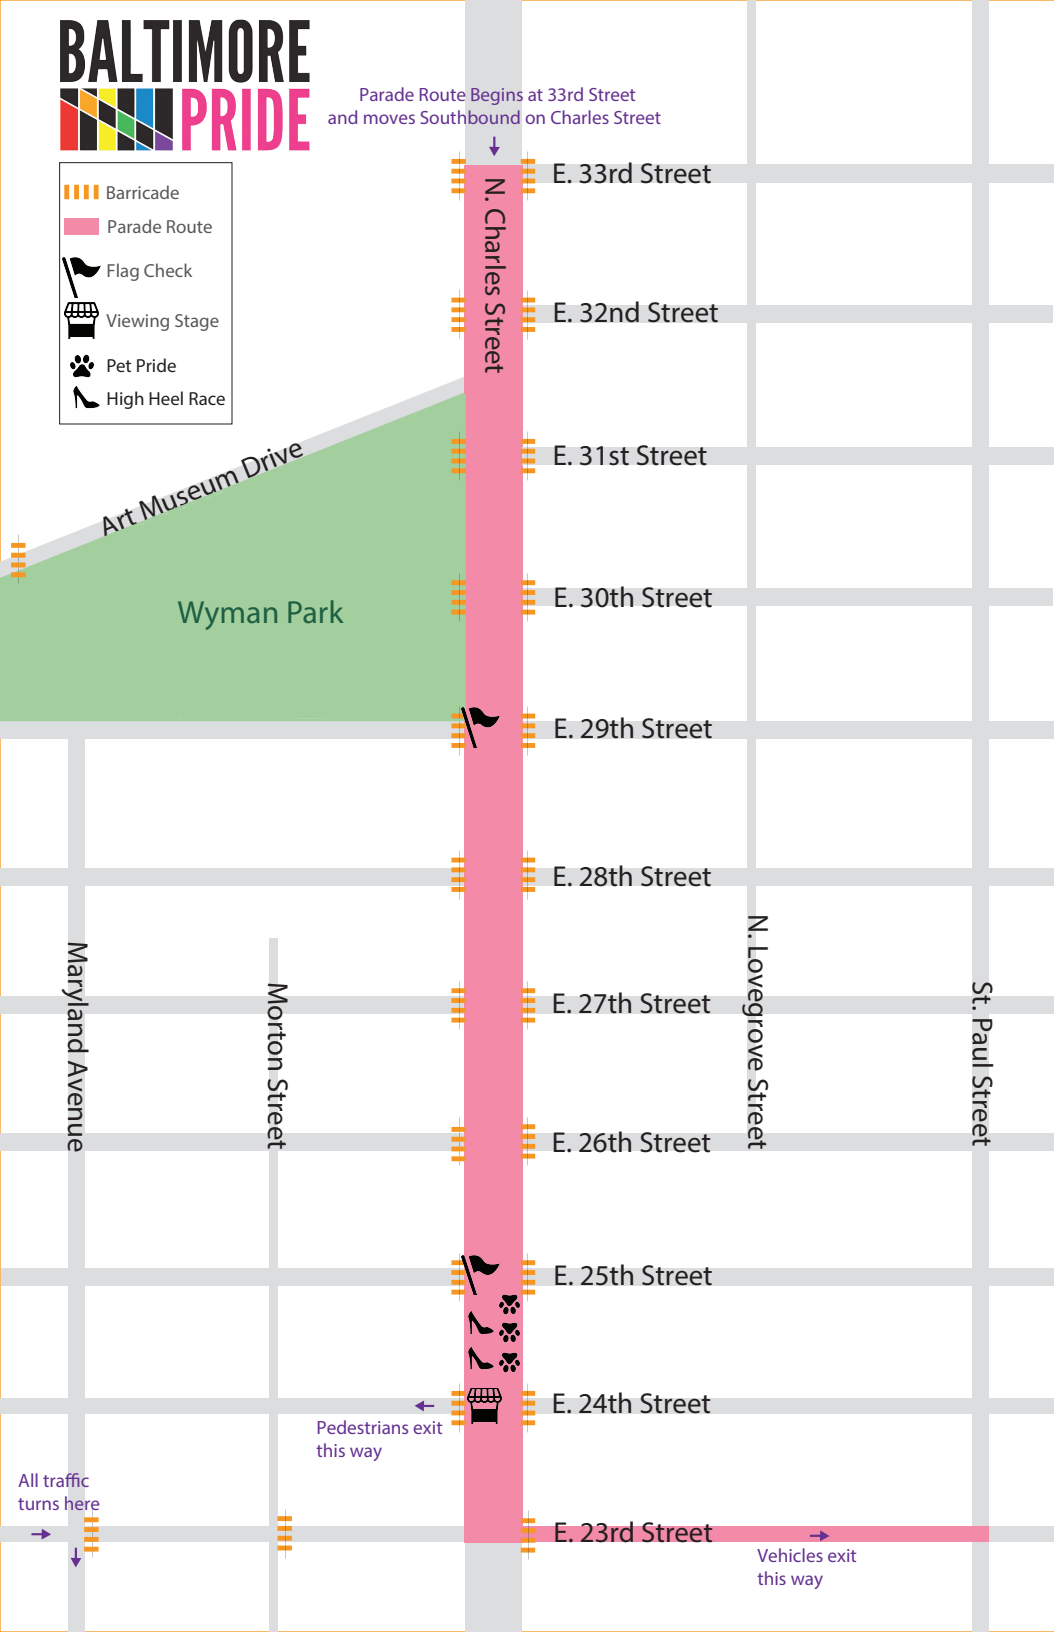 BALTIMORE
PRIDE
Parade Route Begins at 33rd Street
and moves Southbound on Charles Street
Barricade
Parade Route
Flag Check
Viewing Stage
Pet Pride
High Heel Race
E. 33rd Street
N. Charles Street
E. 32nd Street
Art Museum Drive
E. 31st Street
Wyman Park
E. 30th Street
E. 29th Street
E. 28th Street
Maryland Avenue
Morton Street
E. 27th Street
N. Lovegrove Street
St. Paul Street
E. 26th Street
E. 25th Street
E. 24th Street
Pedestrians exit
this way
All traffic
turns here
E. 23rd Street
Vehicles exit
this way